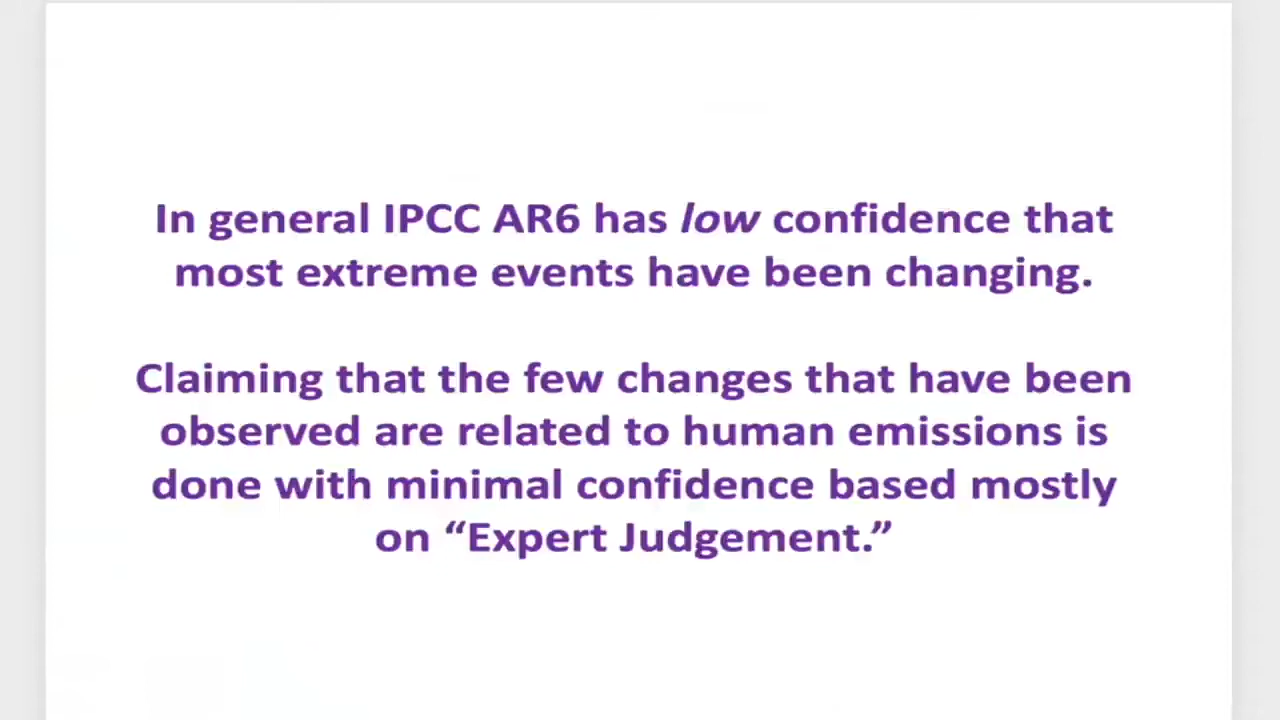 In general IPCC AR6 has low confidence that
most extreme events have been changing.
Claiming that the few changes that have been
observed are related to human emissions is
done with minimal confidence based mostly
on “Expert Judgement.”